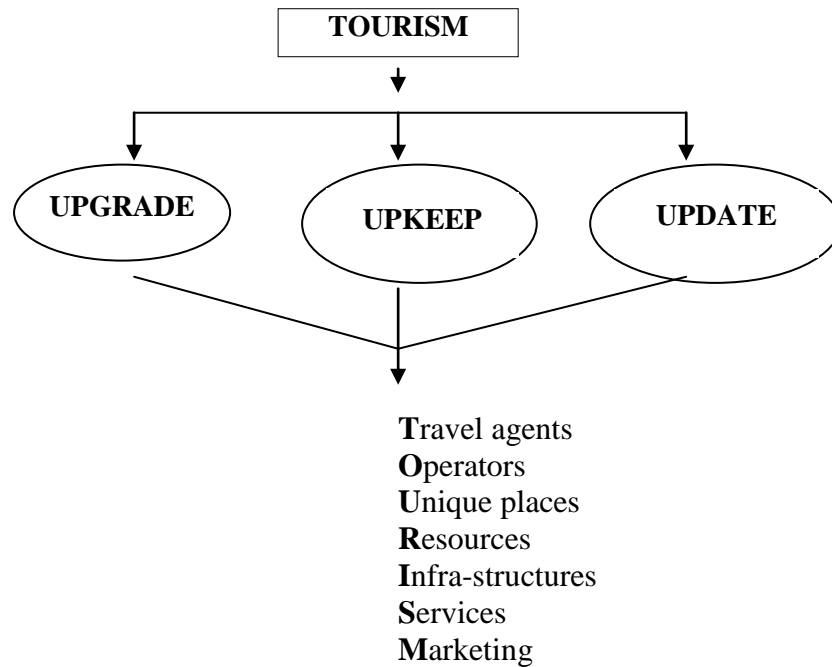 TOURISM
UPGRADE
UPKEEP
UPDATE
Travel agents
Operators
Unique places
Resources
Infra-structures
Services
Marketing